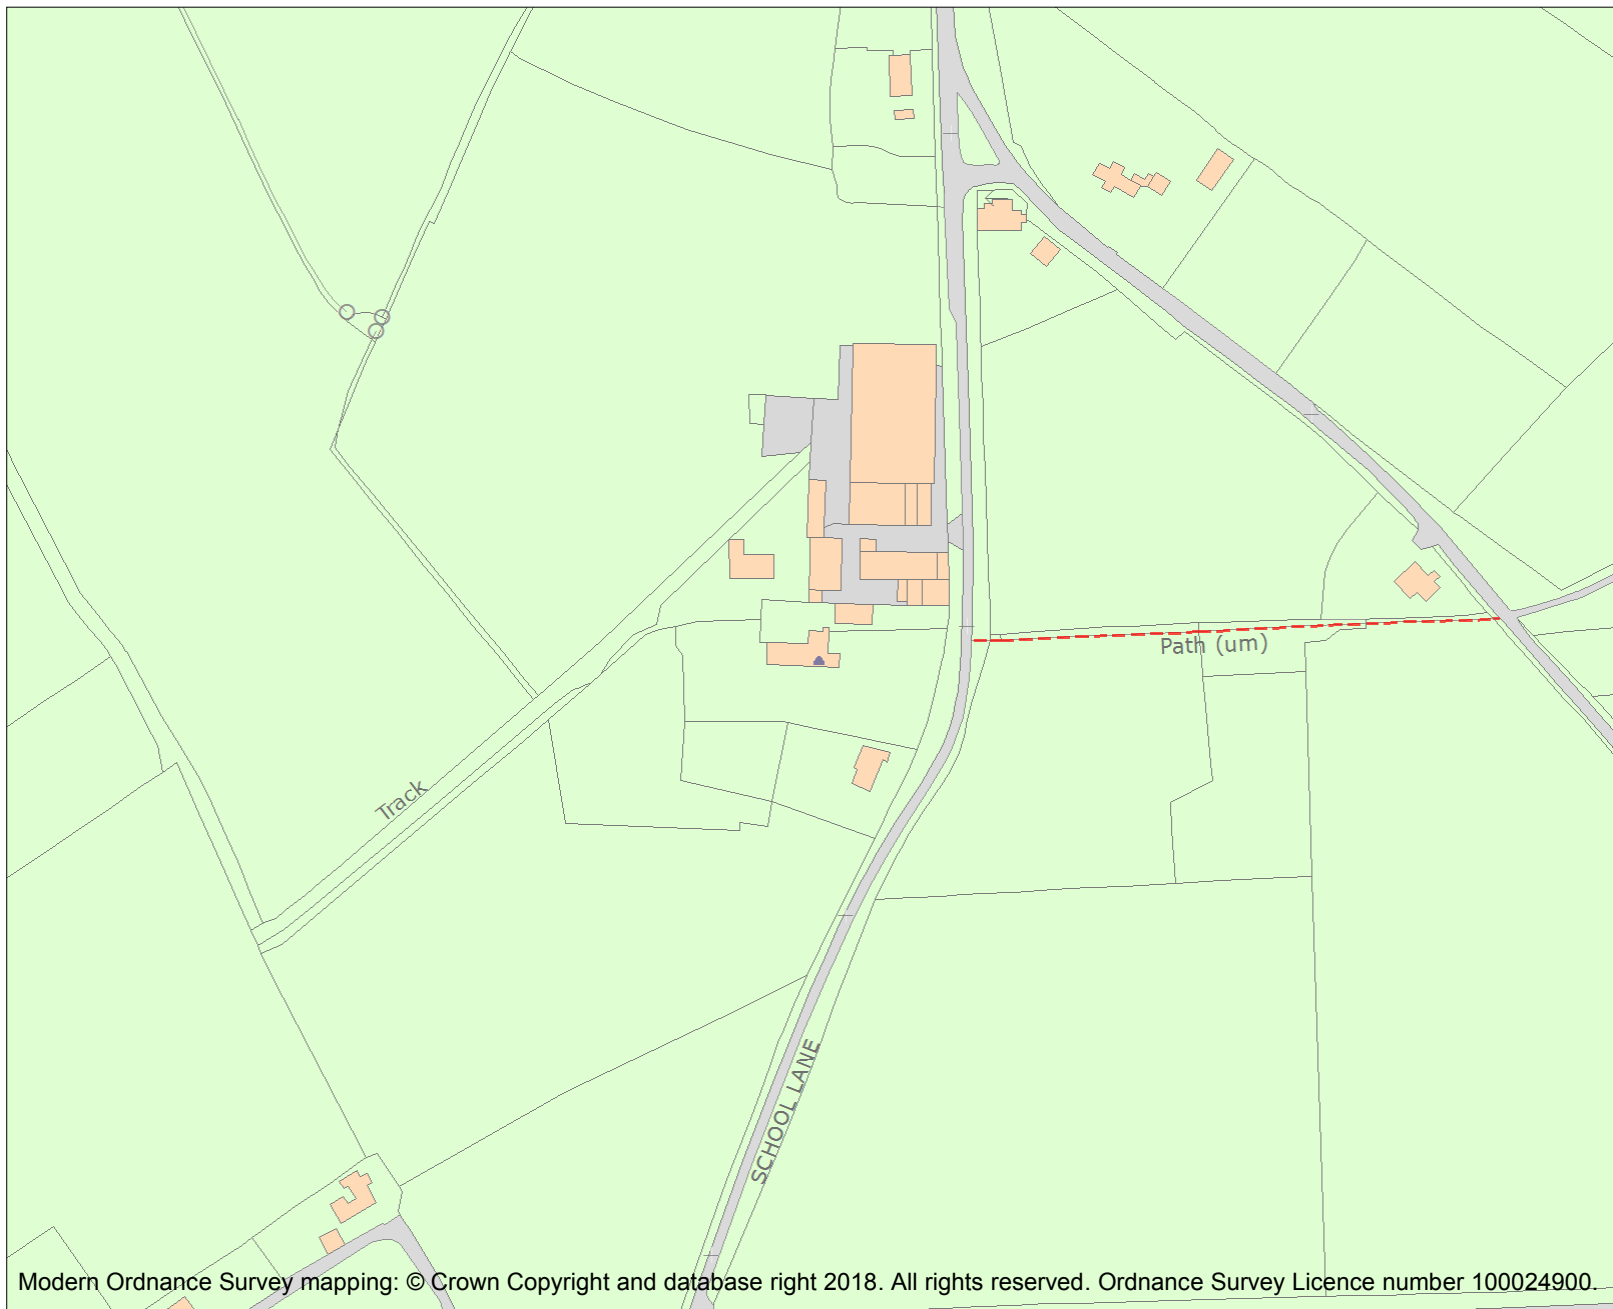 Path (um)
Track
SCHOOL LANE
Modern Ordnance Survey mapping: © Crown Copyright and database right 2018. All rights reserved. Ordnance Survey Licence number 100024900.